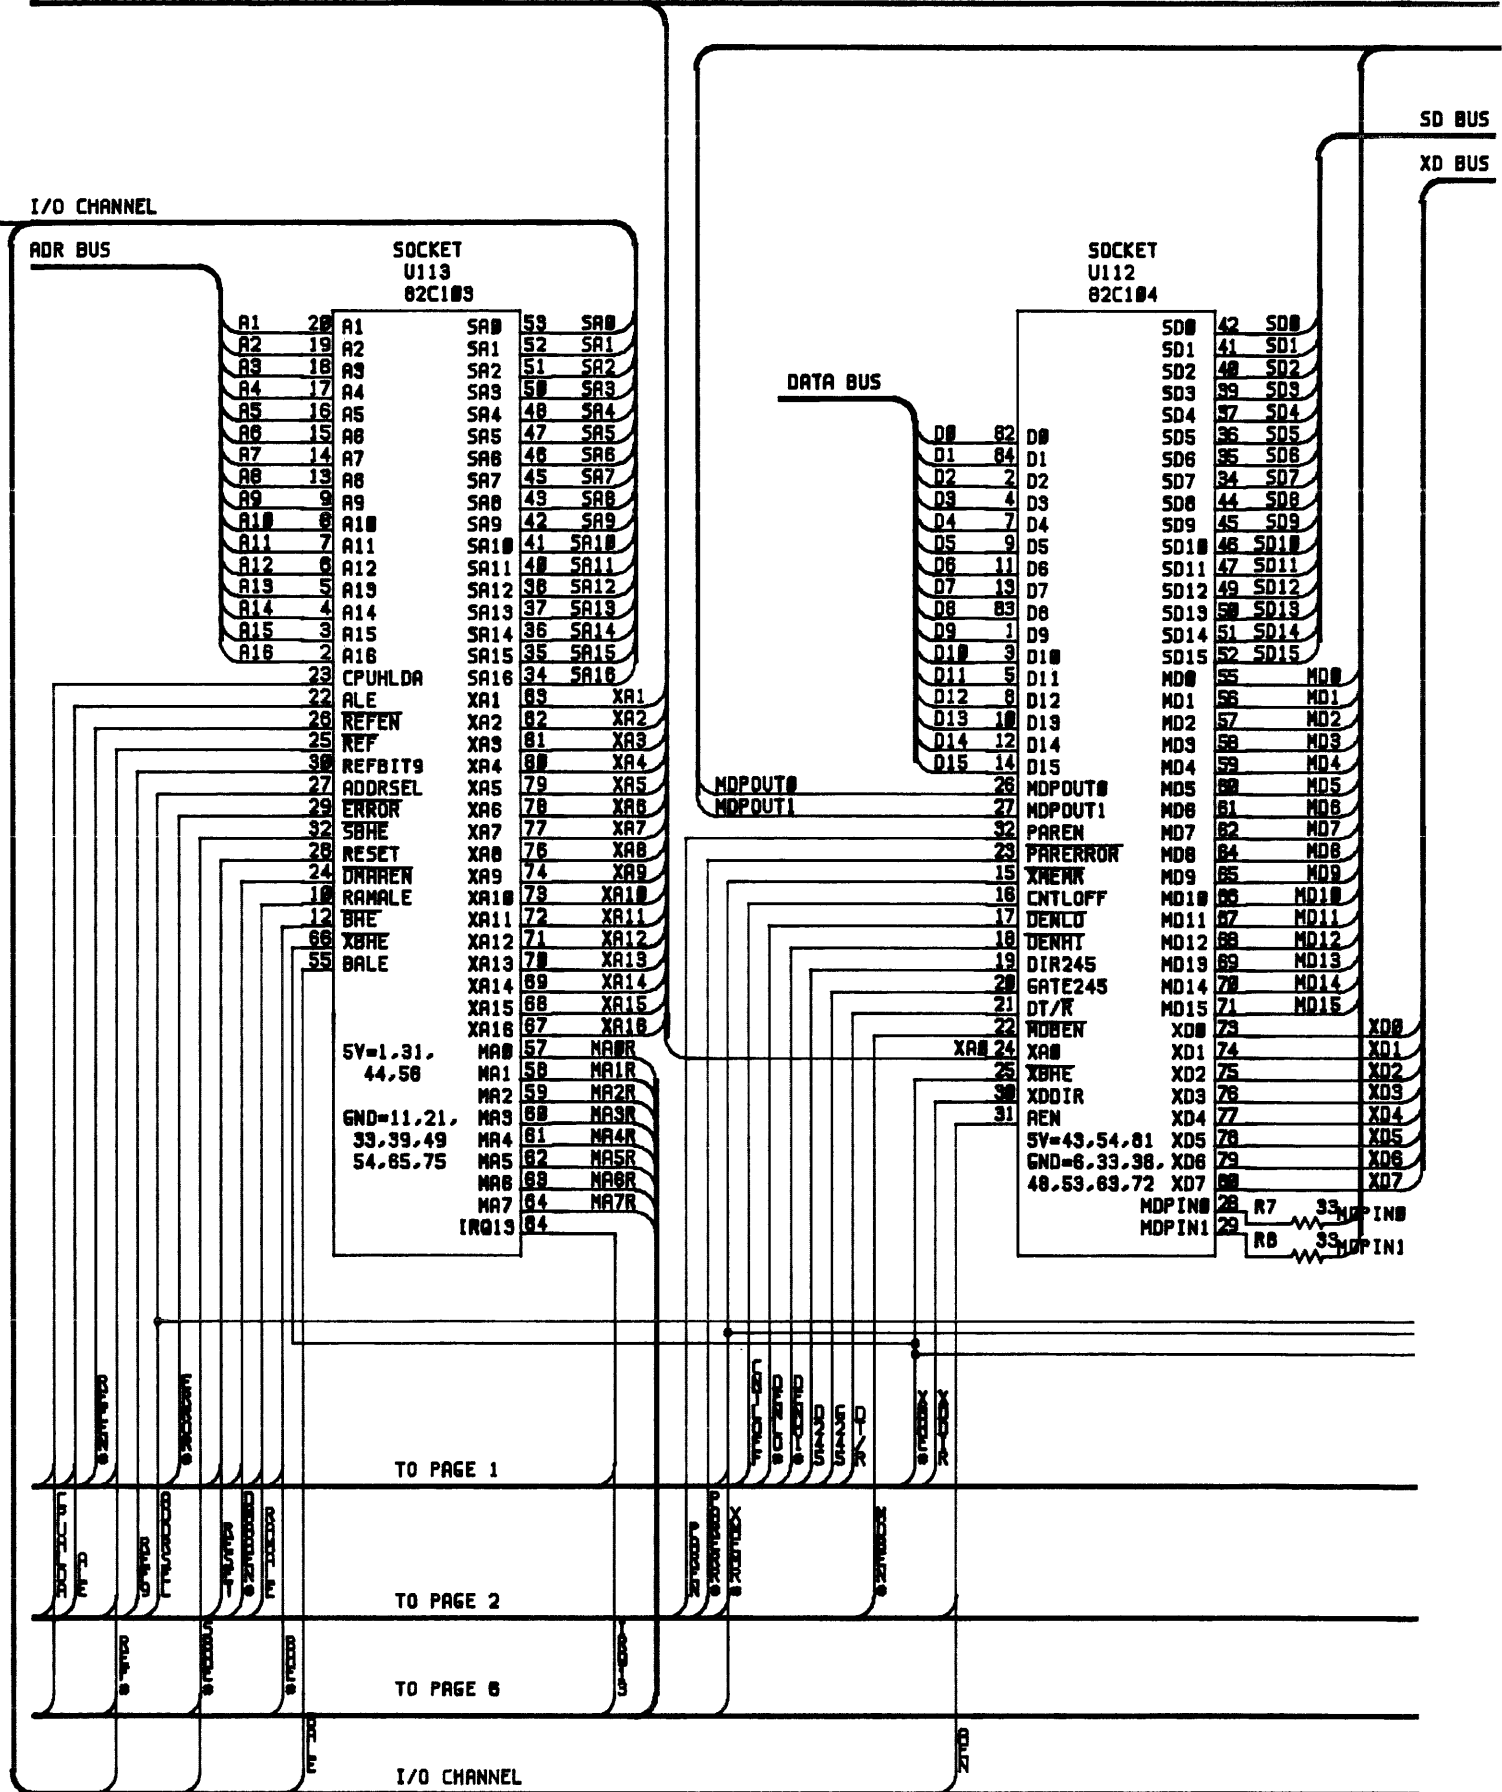 SD BUS
XD BUS
I/O CHANNEL
ADR BUS
SOCKET
U113
82C103
A1 20 A1 SA0 53 SA0
A2 19 A2 SA1 52 SA1
A3 18 A3 SA2 51 SA2
A4 17 A4 SA3 50 SA3
A5 16 A5 SA4 48 SA4
A6 15 A6 SA5 47 SA5
A7 14 A7 SA6 46 SA6
A8 13 A8 SA7 45 SA7
A9 9 A9 SA8 43 SA8
A10 8 A10 SA9 42 SA9
A11 7 A11 SA10 41 SA10
A12 6 A12 SA11 40 SA11
A13 5 A13 SA12 38 SA12
A14 4 A14 SA13 37 SA13
A15 3 A15 SA14 36 SA14
A16 2 A16 SA15 35 SA15
23 CPUHLDA SA16 34 SA16
22 ALE XA1 83 XA1
26 REFEN XA2 82 XA2
25 REF XA3 81 XA3
30 REFBIT9 XA4 80 XA4
27 ADDRSEL XA5 79 XA5
29 ERROR XA6 78 XA6
32 SBHE XA7 77 XA7
28 RESET XA8 76 XA8
24 DMAAEN XA9 74 XA9
10 RAMALE XA10 73 XA10
12 BHE XA11 72 XA11
66 XBHE XA12 71 XA12
55 BALE XA13 70 XA13
XA14 69 XA14
XA15 68 XA15
XA16 67 XA16
5V=1,31, MA0 57 MA0R
44,56 MA1 58 MA1R
MA2 59 MA2R
GND=11,21, MA3 60 MA3R
33,39,49 MA4 61 MA4R
54,65,75 MA5 62 MA5R
MA6 63 MA6R
MA7 64 MA7R
IRQ13 84
SOCKET
U112
82C104
DATA BUS
SD0 42 SD0
SD1 41 SD1
SD2 40 SD2
SD3 39 SD3
SD4 37 SD4
D0 82 D0 SD5 36 SD5
D1 84 D1 SD6 35 SD6
D2 2 D2 SD7 34 SD7
D3 4 D3 SD8 44 SD8
D4 7 D4 SD9 45 SD9
D5 9 D5 SD10 46 SD10
D6 11 D6 SD11 47 SD11
D7 13 D7 SD12 49 SD12
D8 83 D8 SD13 50 SD13
D9 1 D9 SD14 51 SD14
D10 3 D10 SD15 52 SD15
D11 5 D11 MD0 55 MD0
D12 8 D12 MD1 56 MD1
D13 10 D13 MD2 57 MD2
D14 12 D14 MD3 58 MD3
D15 14 D15 MD4 59 MD4
MDPOUT0 26 MDPOUT0 MD5 60 MD5
MDPOUT1 27 MDPOUT1 MD6 61 MD6
32 PAREN MD7 62 MD7
23 PARERROR MD8 64 MD8
15 XMEMR MD9 65 MD9
16 CNTLOFF MD10 66 MD10
17 DENLO MD11 67 MD11
18 DENHI MD12 68 MD12
19 DIR245 MD13 69 MD13
20 GATE245 MD14 70 MD14
21 DT/R MD15 71 MD15
22 MDBEN XD0 73 XD0
XA0 24 XA0 XD1 74 XD1
25 XBHE XD2 75 XD2
30 XDDIR XD3 76 XD3
31 AEN XD4 77 XD4
5V=43,54,81 XD5 78 XD5
GND=6,33,38, XD6 79 XD6
48,53,63,72 XD7 80 XD7
MDPIN0 28 R7 33 MDPIN0
MDPIN1 29 R8 33 MDPIN1
CNTLOFF
D245
G245
DT/R
XDDIR
TO PAGE 1
CPUHLDA
ALE
REF9
ADDRSEL
RESET
RAMALE
PAREN
TO PAGE 2
IRQ13
TO PAGE 6
BALE
AEN
I/O CHANNEL